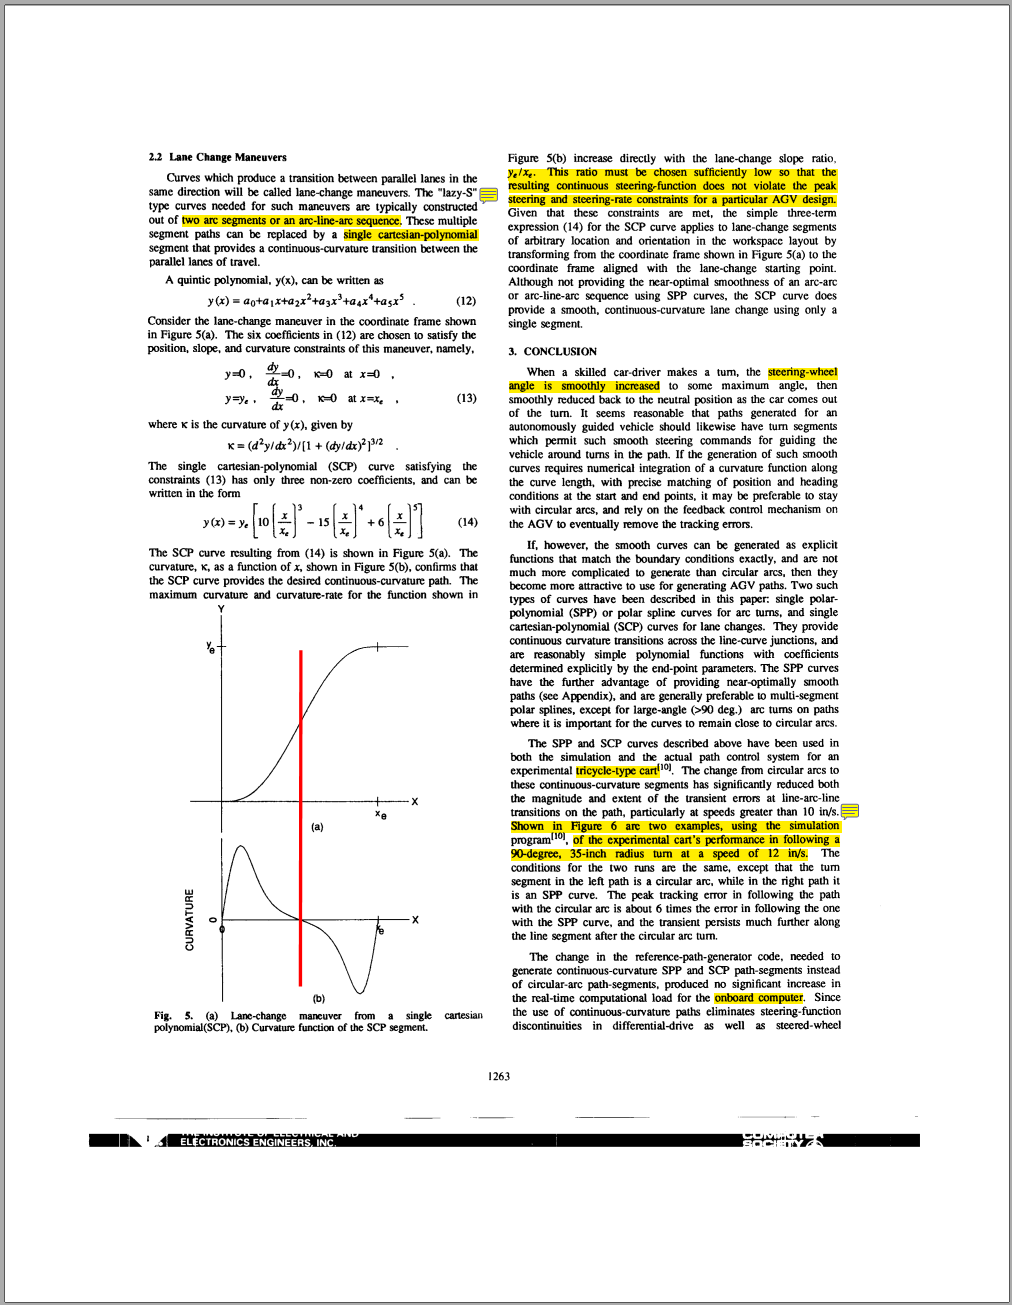 2.2 Lane Change Maneuvers
Curves which produce a transition between parallel lanes in the
same direction will be called lane-change maneuvers. The "lazy-S"
type curves needed for such maneuvers are typically constructed
out of two arc segments or an arc-line-arc sequence. These multiple
segment paths can be replaced by a single cartesian-polynomial
segment that provides a continuous-curvature transition between the
parallel lanes of travel.
A quintic polynomial, y(x), can be written as
y(x) = a₀+a₁x+a₂x²+a₃x³+a₄x⁴+a₅x⁵ . (12)
Consider the lane-change maneuver in the coordinate frame shown
in Figure 5(a). The six coefficients in (12) are chosen to satisfy the
position, slope, and curvature constraints of this maneuver, namely,
y=0 , dy/dx=0 , κ=0 at x=0 ,
y=yₑ , dy/dx=0 , κ=0 at x=xₑ , (13)
where κ is the curvature of y(x), given by
κ = (d²y/dx²)/[1 + (dy/dx)²]^3/2 .
The single cartesian-polynomial (SCP) curve satisfying the
constraints (13) has only three non-zero coefficients, and can be
written in the form
y(x) = yₑ [10 (x/xₑ)³ − 15 (x/xₑ)⁴ + 6 (x/xₑ)⁵] (14)
The SCP curve resulting from (14) is shown in Figure 5(a). The
curvature, κ, as a function of x, shown in Figure 5(b), confirms that
the SCP curve provides the desired continuous-curvature path. The
maximum curvature and curvature-rate for the function shown in
Y
yₑ
X
xₑ
(a)
CURVATURE
0
X
0
xₑ
(b)
Fig. 5. (a) Lane-change maneuver from a single cartesian
polynomial(SCP), (b) Curvature function of the SCP segment.
Figure 5(b) increase directly with the lane-change slope ratio,
yₑ/xₑ. This ratio must be chosen sufficiently low so that the
resulting continuous steering-function does not violate the peak
steering and steering-rate constraints for a particular AGV design.
Given that these constraints are met, the simple three-term
expression (14) for the SCP curve applies to lane-change segments
of arbitrary location and orientation in the workspace layout by
transforming from the coordinate frame shown in Figure 5(a) to the
coordinate frame aligned with the lane-change starting point.
Although not providing the near-optimal smoothness of an arc-arc
or arc-line-arc sequence using SPP curves, the SCP curve does
provide a smooth, continuous-curvature lane change using only a
single segment.
3. CONCLUSION
When a skilled car-driver makes a turn, the steering-wheel
angle is smoothly increased to some maximum angle, then
smoothly reduced back to the neutral position as the car comes out
of the turn. It seems reasonable that paths generated for an
autonomously guided vehicle should likewise have turn segments
which permit such smooth steering commands for guiding the
vehicle around turns in the path. If the generation of such smooth
curves requires numerical integration of a curvature function along
the curve length, with precise matching of position and heading
conditions at the start and end points, it may be preferable to stay
with circular arcs, and rely on the feedback control mechanism on
the AGV to eventually remove the tracking errors.
If, however, the smooth curves can be generated as explicit
functions that match the boundary conditions exactly, and are not
much more complicated to generate than circular arcs, then they
become more attractive to use for generating AGV paths. Two such
types of curves have been described in this paper: single polar-
polynomial (SPP) or polar spline curves for arc turns, and single
cartesian-polynomial (SCP) curves for lane changes. They provide
continuous curvature transitions across the line-curve junctions, and
are reasonably simple polynomial functions with coefficients
determined explicitly by the end-point parameters. The SPP curves
have the further advantage of providing near-optimally smooth
paths (see Appendix), and are generally preferable to multi-segment
polar splines, except for large-angle (>90 deg.) arc turns on paths
where it is important for the curves to remain close to circular arcs.
The SPP and SCP curves described above have been used in
both the simulation and the actual path control system for an
experimental tricycle-type cart[10]. The change from circular arcs to
these continuous-curvature segments has significantly reduced both
the magnitude and extent of the transient errors at line-arc-line
transitions on the path, particularly at speeds greater than 10 in/s.
Shown in Figure 6 are two examples, using the simulation
program[10], of the experimental cart's performance in following a
90-degree, 35-inch radius turn at a speed of 12 in/s. The
conditions for the two runs are the same, except that the turn
segment in the left path is a circular arc, while in the right path it
is an SPP curve. The peak tracking error in following the path
with the circular arc is about 6 times the error in following the one
with the SPP curve, and the transient persists much further along
the line segment after the circular arc turn.
The change in the reference-path-generator code, needed to
generate continuous-curvature SPP and SCP path-segments instead
of circular-arc path-segments, produced no significant increase in
the real-time computational load for the onboard computer. Since
the use of continuous-curvature paths eliminates steering-function
discontinuities in differential-drive as well as steered-wheel
1263
THE INSTITUTE OF ELECTRICAL AND
ELECTRONICS ENGINEERS, INC.
COMPUTER
SOCIETY